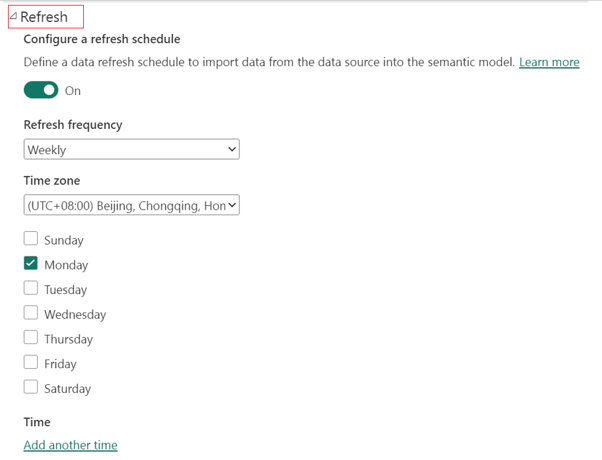 Refresh
Configure a refresh schedule
Define a data refresh schedule to import data from the data source into the semantic model. Learn more
On
Refresh frequency
Weekly
Time zone
(UTC+08:00) Beijing, Chongqing, Hon
Sunday
Monday
Tuesday
Wednesday
Thursday
Friday
Saturday
Time
Add another time